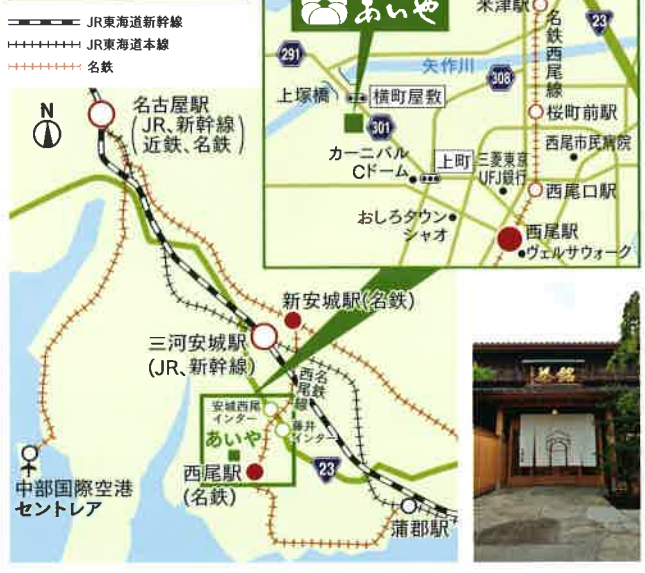 JR東海道新幹線
JR東海道本線
名鉄
N
名古屋駅
(JR、新幹線)
近鉄、名鉄
あいや
米津駅
名鉄西尾線
23
291
矢作川
308
上塚橋
横町屋敷
301
桜町前駅
西尾市民病院
カーニバル
Cドーム
上町
三菱東京
UFJ銀行
西尾口駅
おしろタウン
シャオ
西尾駅
ヴェルサウォーク
新安城駅(名鉄)
三河安城駅
(JR、新幹線)
名鉄
西尾線
安城西尾
インター
藤井
インター
あいや
西尾駅
(名鉄)
23
中部国際空港
セントレア
蒲郡駅